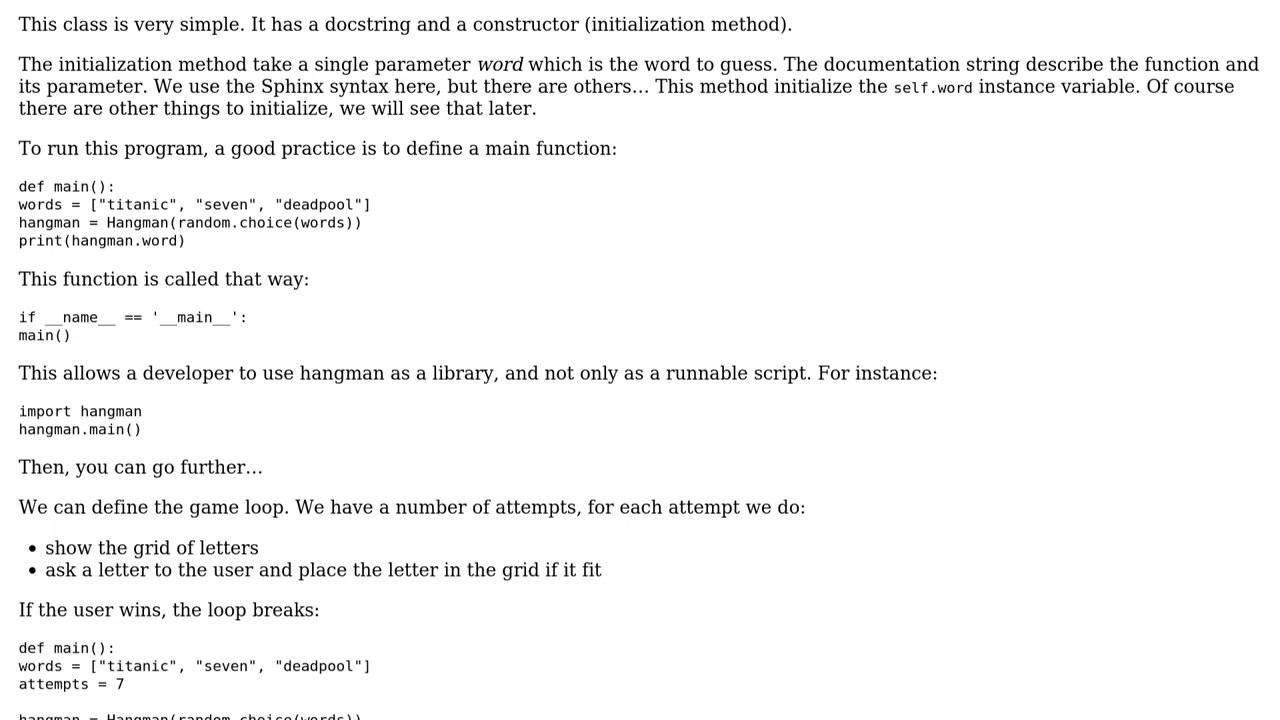 This class is very simple. It has a docstring and a constructor (initialization method).
The initialization method take a single parameter word which is the word to guess. The documentation string describe the function and
its parameter. We use the Sphinx syntax here, but there are others… This method initialize the self.word instance variable. Of course
there are other things to initialize, we will see that later.
To run this program, a good practice is to define a main function:
def main():
words = ["titanic", "seven", "deadpool"]
hangman = Hangman(random.choice(words))
print(hangman.word)
This function is called that way:
if __name__ == '__main__':
main()
This allows a developer to use hangman as a library, and not only as a runnable script. For instance:
import hangman
hangman.main()
Then, you can go further…
We can define the game loop. We have a number of attempts, for each attempt we do:
• show the grid of letters
• ask a letter to the user and place the letter in the grid if it fit
If the user wins, the loop breaks:
def main():
words = ["titanic", "seven", "deadpool"]
attempts = 7
hangman = Hangman(random.choice(words))